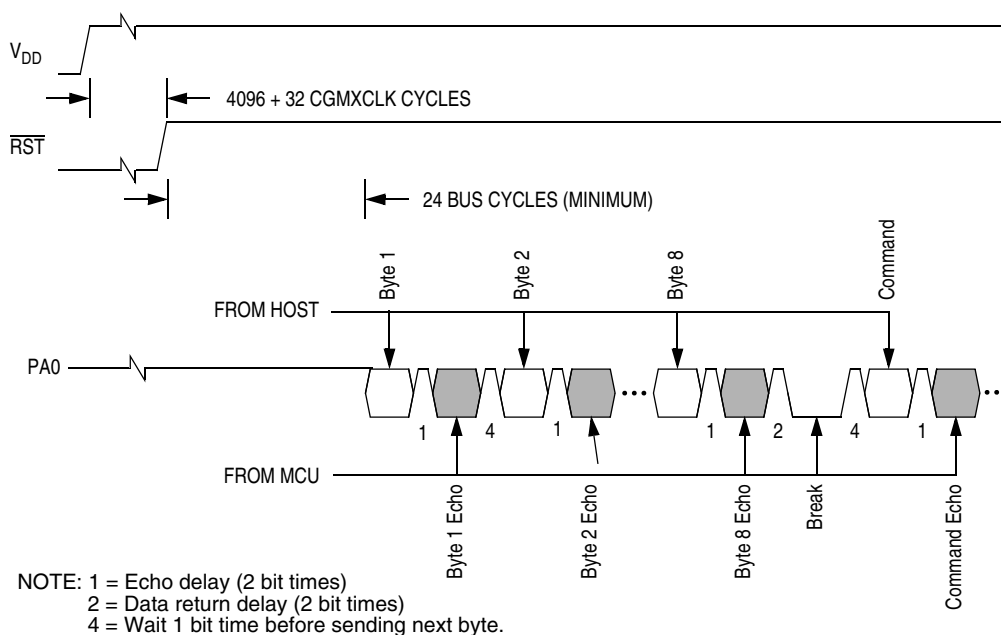 VDD
4096 + 32 CGMXCLK CYCLES
RST
24 BUS CYCLES (MINIMUM)
Byte 1
Byte 2
Byte 8
Command
FROM HOST
PA0
1
4
1
1
2
4
1
FROM MCU
Byte 1 Echo
Byte 2 Echo
Byte 8 Echo
Break
Command Echo
NOTE: 1 = Echo delay (2 bit times)
2 = Data return delay (2 bit times)
4 = Wait 1 bit time before sending next byte.